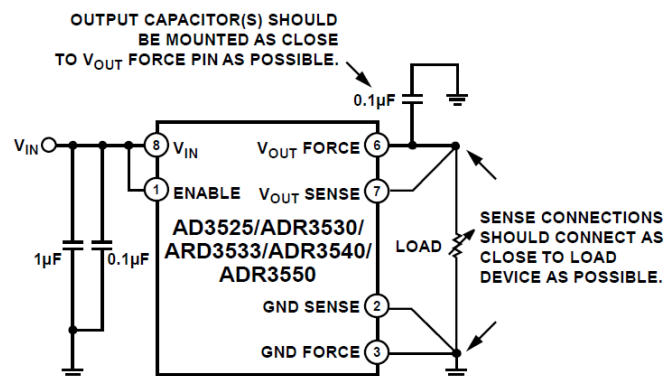 OUTPUT CAPACITOR(S) SHOULD
BE MOUNTED AS CLOSE
TO VOUT FORCE PIN AS POSSIBLE.
0.1µF
VIN
8
VIN
VOUT FORCE
6
1
ENABLE
VOUT SENSE
7
AD3525/ADR3530/
ARD3533/ADR3540/
ADR3550
1µF
0.1µF
LOAD
SENSE CONNECTIONS
SHOULD CONNECT AS
CLOSE TO LOAD
DEVICE AS POSSIBLE.
GND SENSE
2
GND FORCE
3